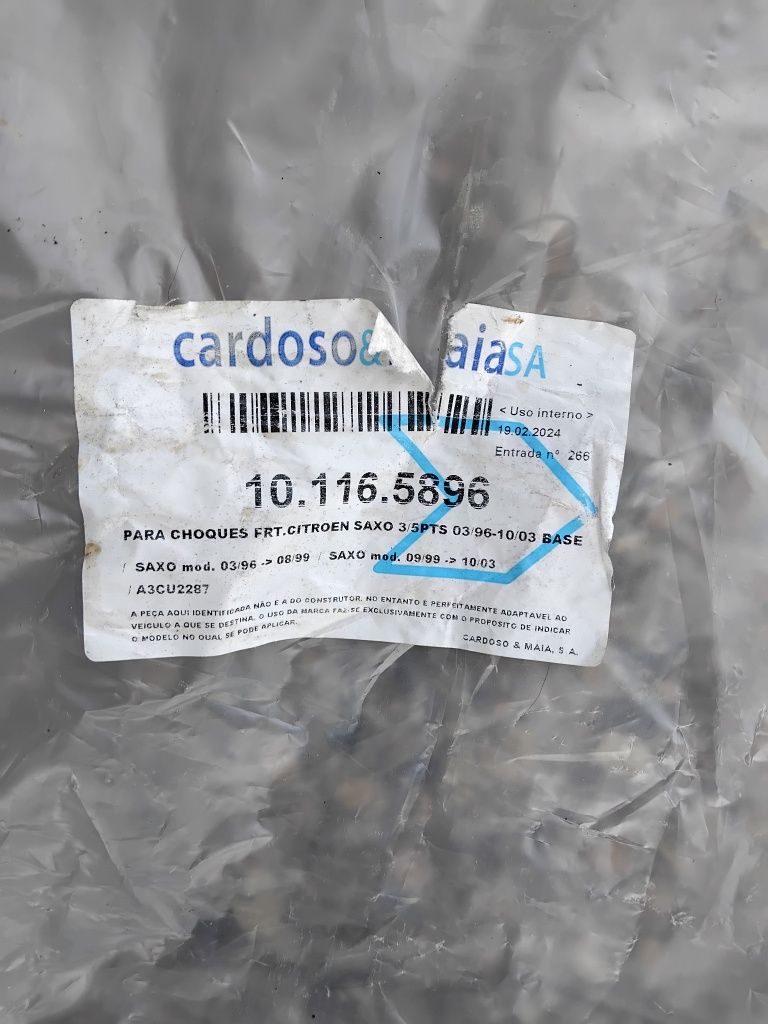 cardoso& aiaSA
< Uso interno >
19.02.2024
Entrada nº 266
10.116.5896
PARA CHOQUES FRT.CITROEN SAXO 3/5PTS 03/96-10/03 BASE
/ SAXO mod. 03/96 -> 08/99 / SAXO mod. 09/99 -> 10/03
/ A3CU2287
A PEÇA AQUI IDENTIFICADA NÃO É A DO CONSTRUTOR, NO ENTANTO É PERFEITAMENTE ADAPTAVEL AO
VEICULO A QUE SE DESTINA, O USO DA MARCA FAZ-SE EXCLUSIVAMENTE COM O PROPOSITO DE INDICAR
O MODELO NO QUAL SE PODE APLICAR.
CARDOSO & MAIA, S.A.